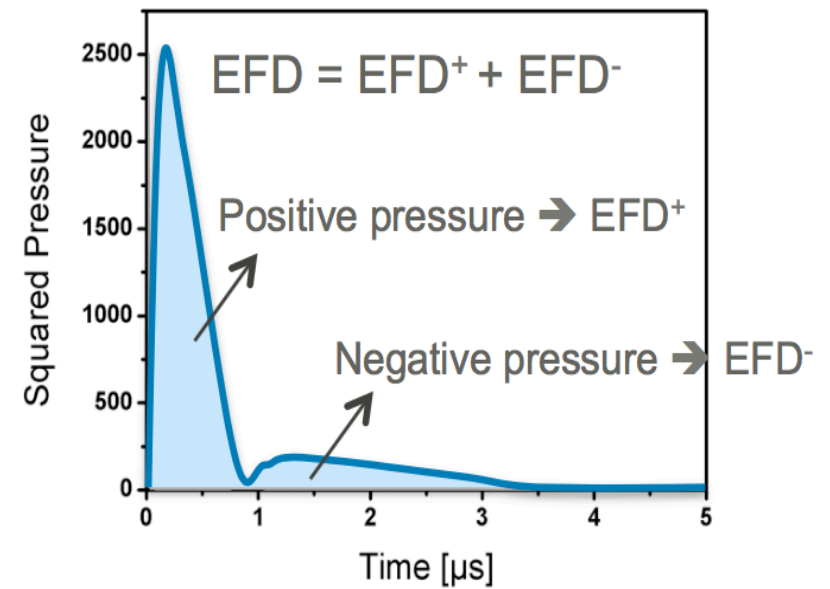 EFD = EFD⁺ + EFD⁻
Positive pressure ➔ EFD⁺
Negative pressure ➔ EFD⁻
Squared Pressure
2500
2000
1500
1000
500
0
0 1 2 3 4 5
Time [µs]